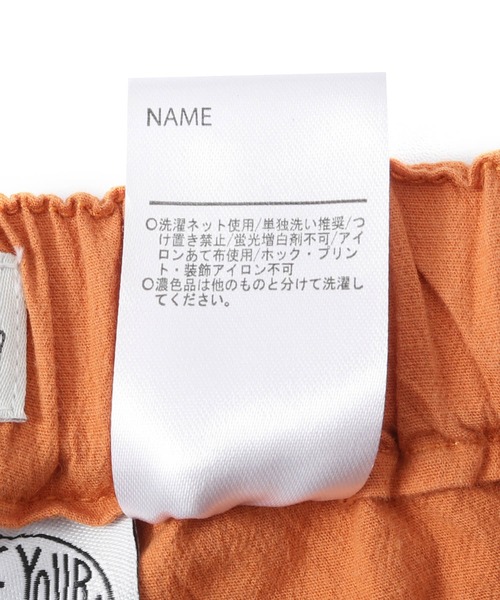 NAME
○洗濯ネット使用/単独洗い推奨/つ
け置き禁止/蛍光増白剤不可/アイ
ロンあて布使用/ホック・プリン
ト・装飾アイロン不可
○濃色品は他のものと分けて洗濯し
てください。
YOUR